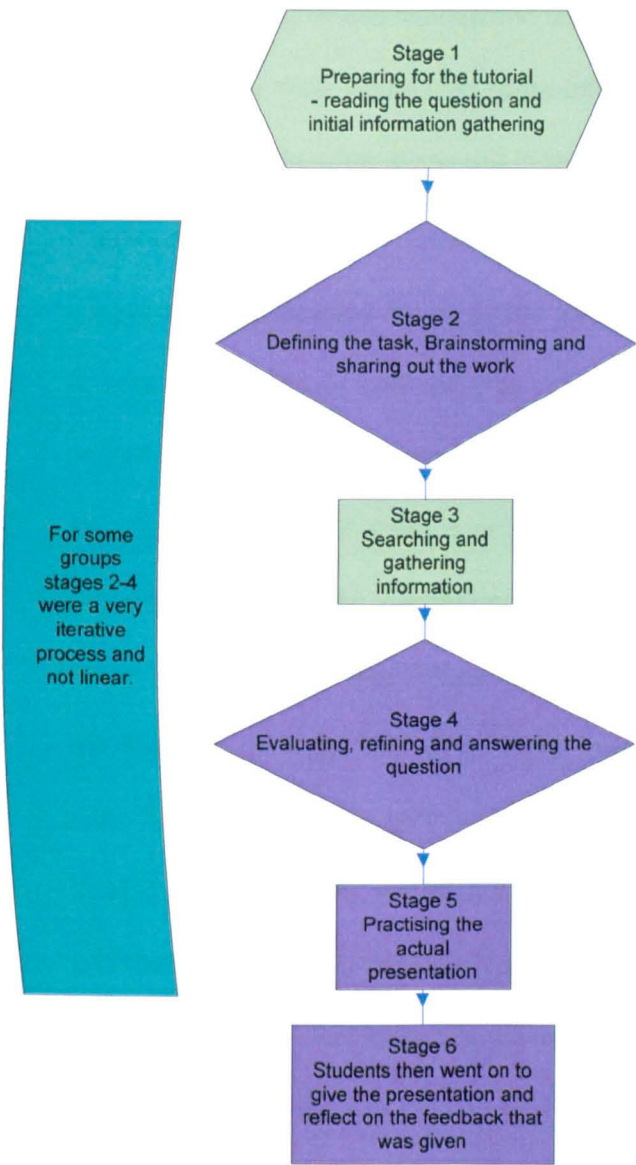 Stage 1
Preparing for the tutorial
- reading the question and
initial information gathering
Stage 2
Defining the task, Brainstorming and
sharing out the work
Stage 3
Searching and
gathering
information
For some
groups
stages 2-4
were a very
iterative
process and
not linear.
Stage 4
Evaluating, refining and answering the
question
Stage 5
Practising the
actual
presentation
Stage 6
Students then went on to
give the presentation and
reflect on the feedback that
was given